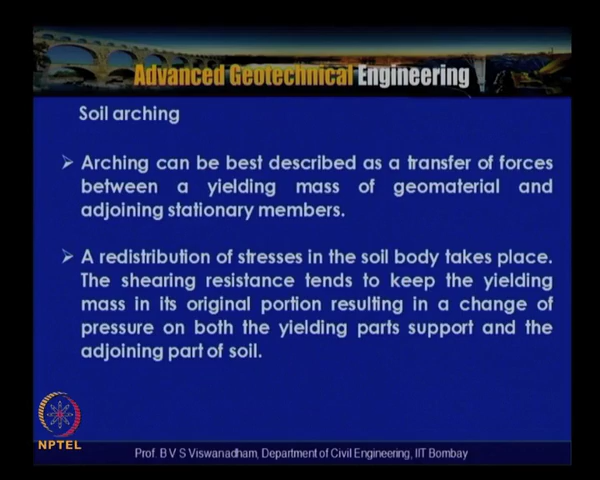 Advanced Geotechnical Engineering
Soil arching
Arching can be best described as a transfer of forces
between a yielding mass of geomaterial and
adjoining stationary members.
A redistribution of stresses in the soil body takes place.
The shearing resistance tends to keep the yielding
mass in its original portion resulting in a change of
pressure on both the yielding parts support and the
adjoining part of soil.
NPTEL
Prof. B V S Viswanadham, Department of Civil Engineering, IIT Bombay